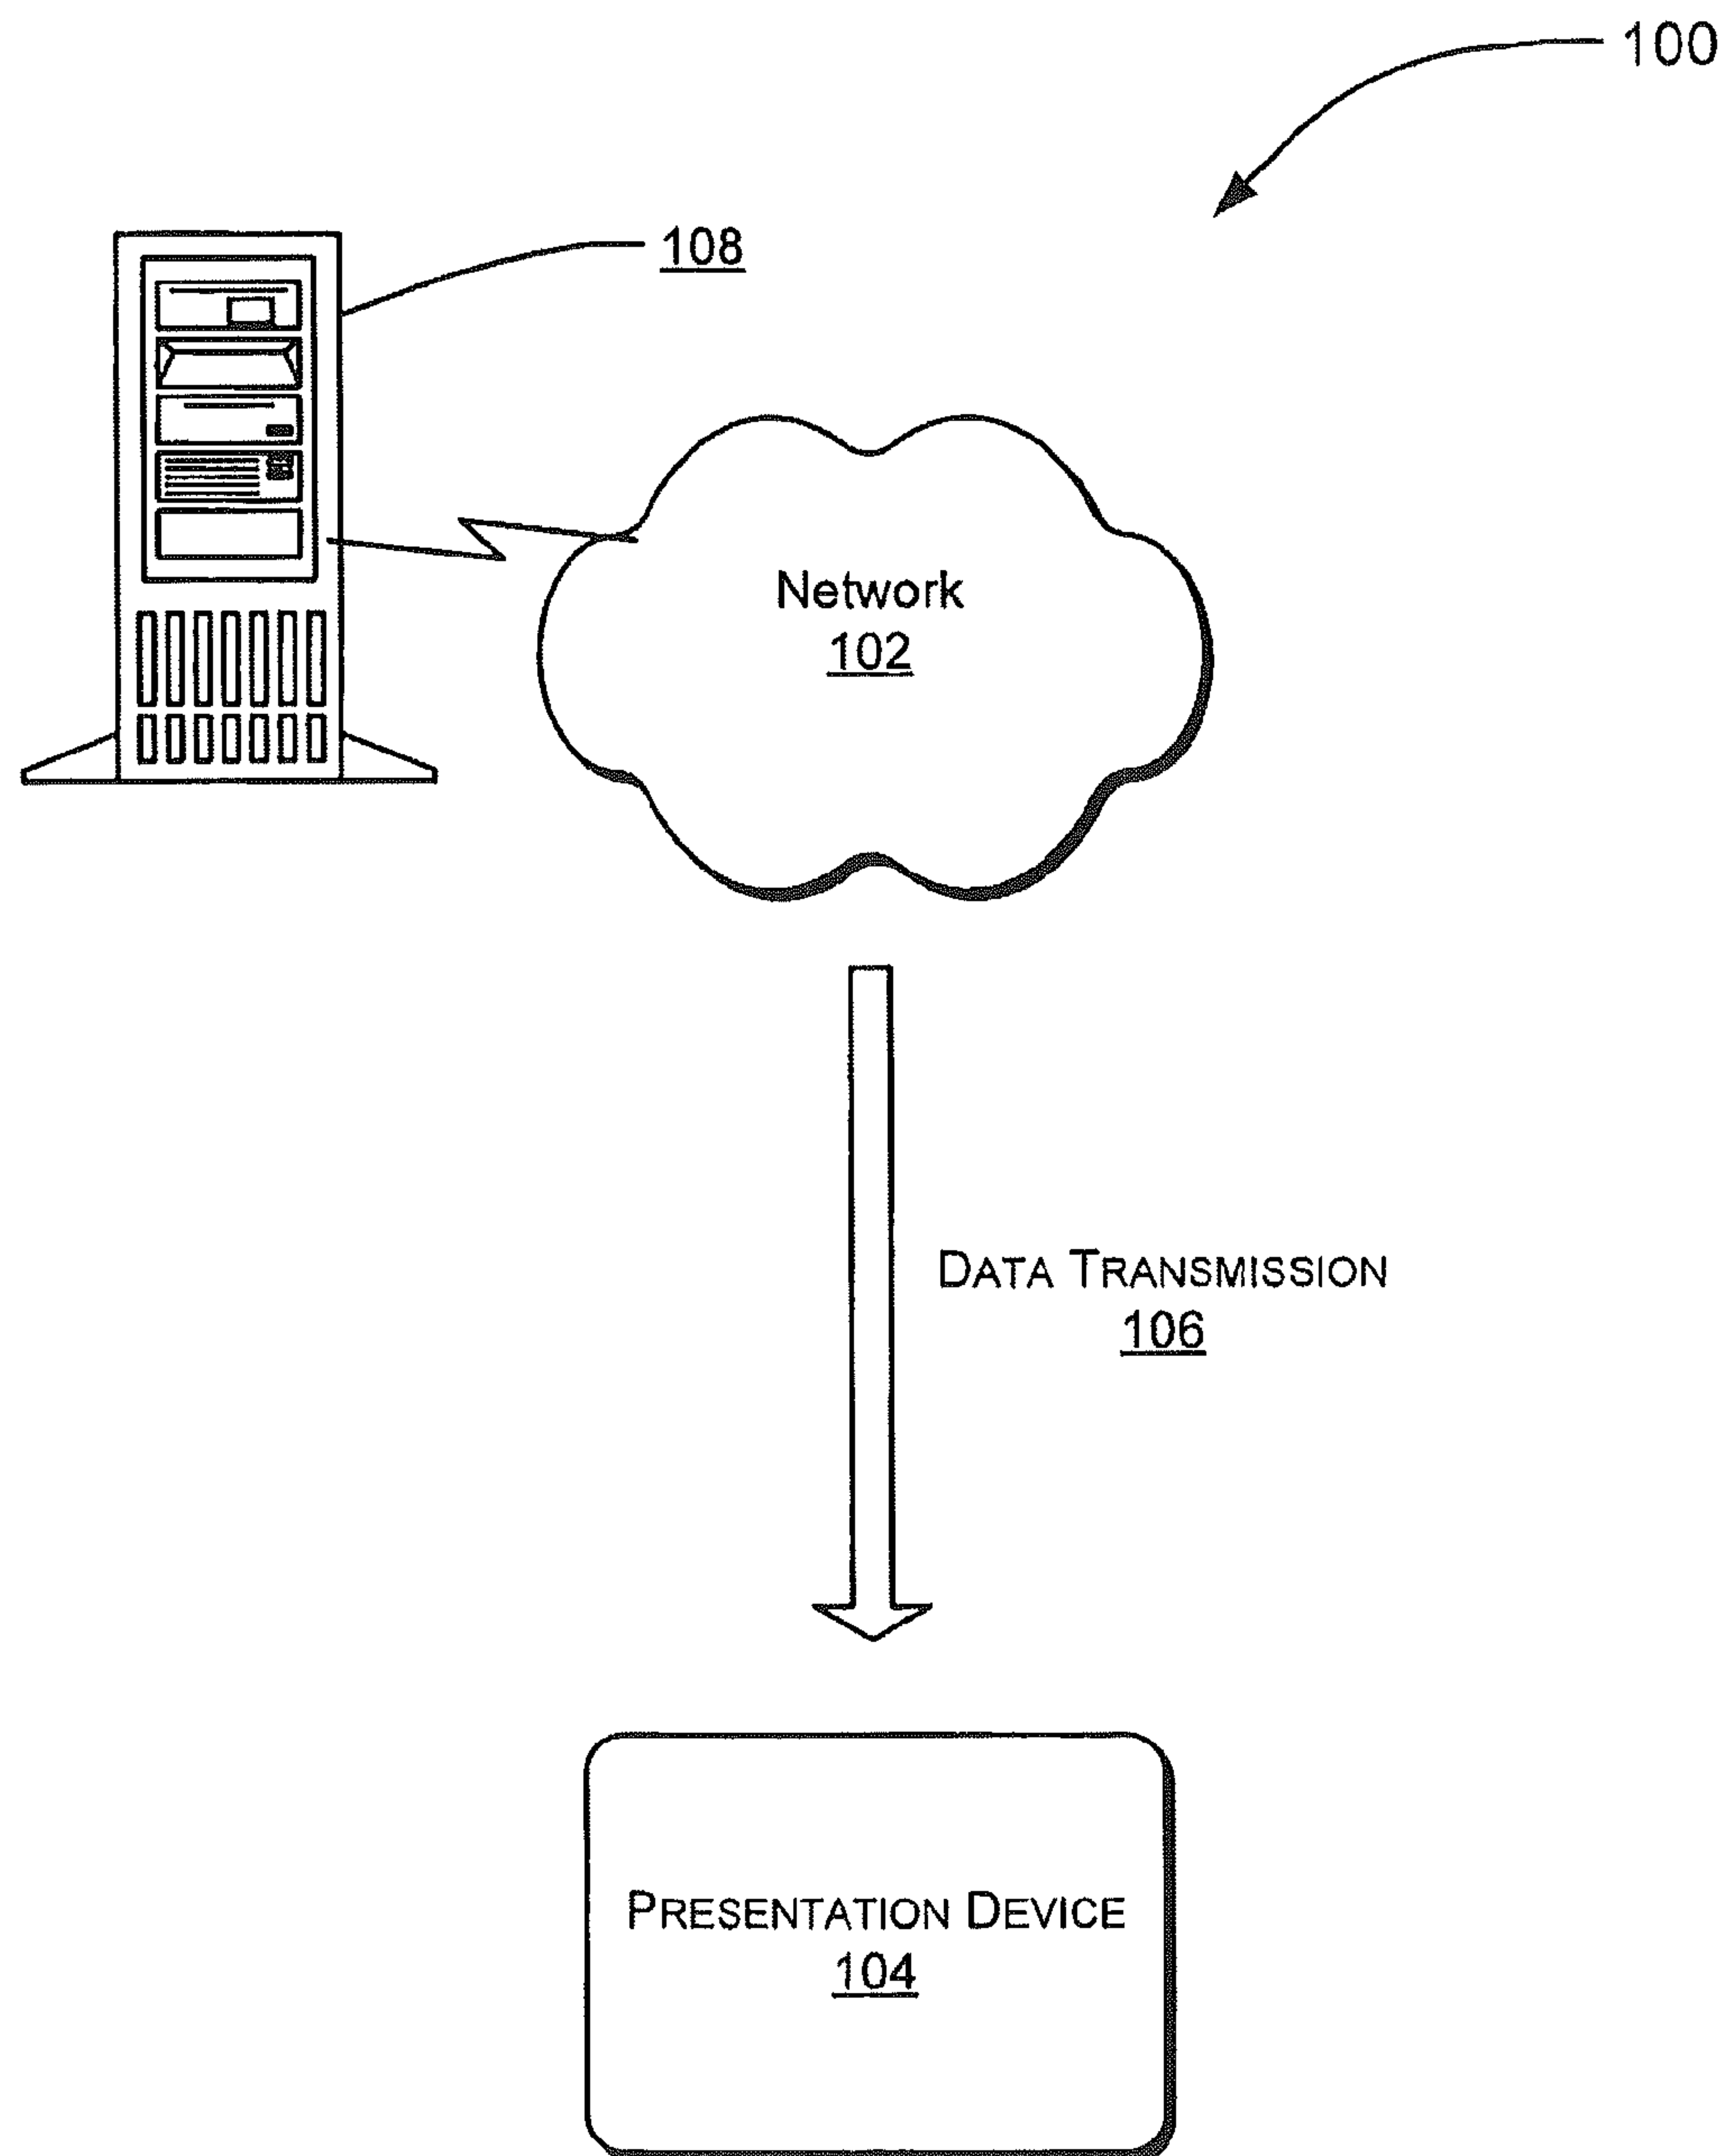 100
108
Network
102
DATA TRANSMISSION
106
PRESENTATION DEVICE
104